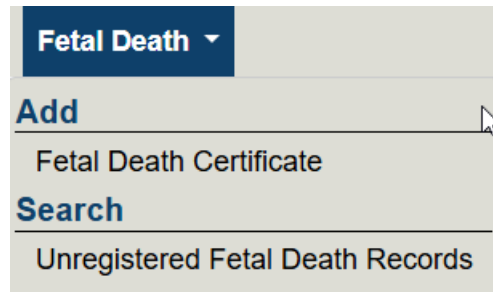 Fetal Death
Add
Fetal Death Certificate
Search
Unregistered Fetal Death Records